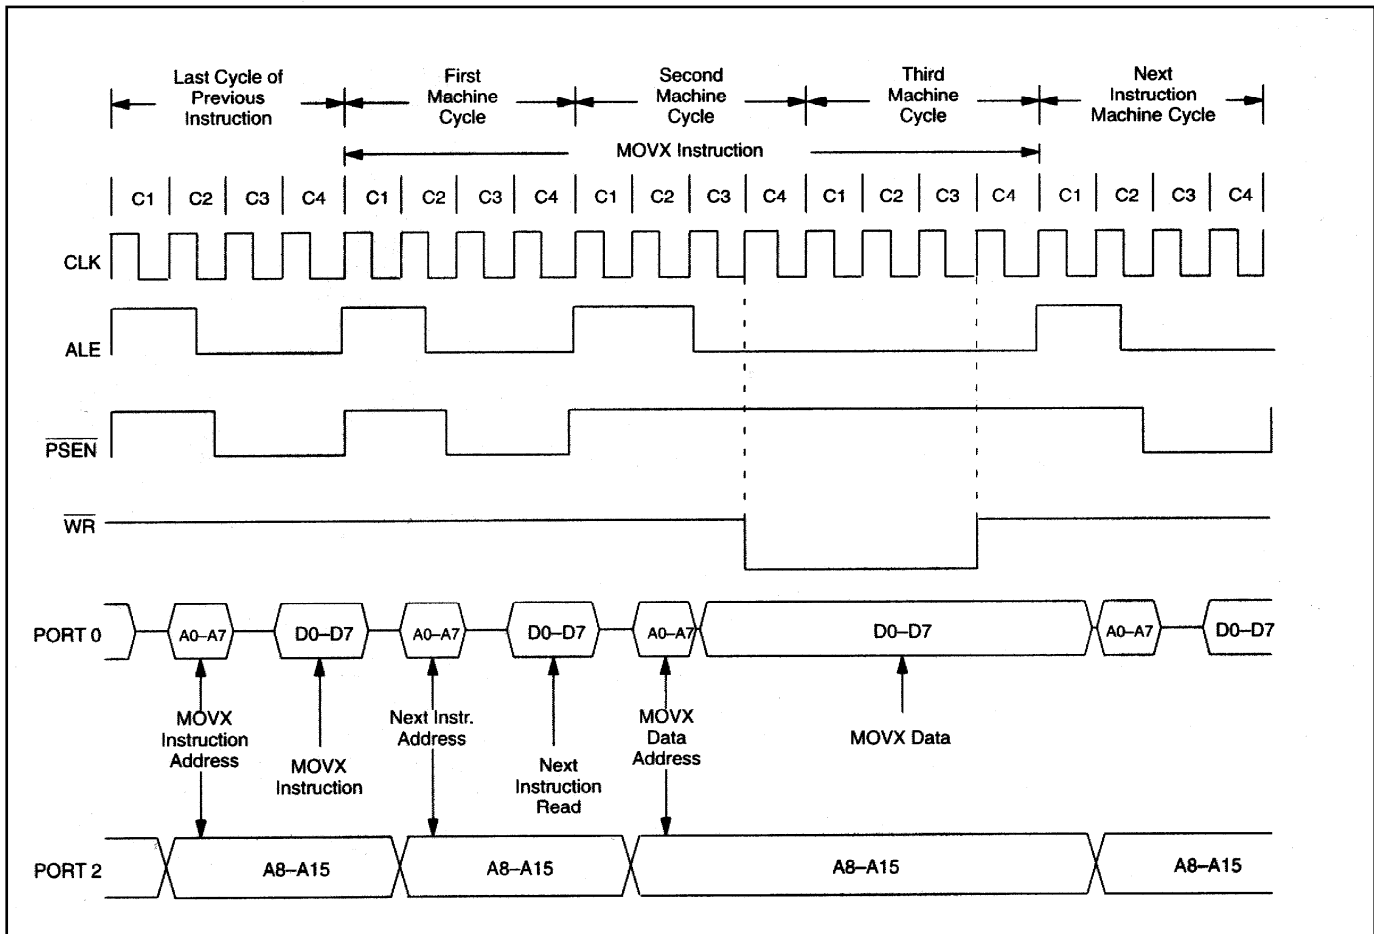 Last Cycle of
Previous
Instruction
First
Machine
Cycle
Second
Machine
Cycle
Third
Machine
Cycle
Next
Instruction
Machine Cycle
MOVX Instruction
C1 C2 C3 C4 C1 C2 C3 C4 C1 C2 C3 C4 C1 C2 C3 C4 C1 C2 C3 C4
CLK
ALE
PSEN
WR
PORT 0 A0–A7 D0–D7 A0–A7 D0–D7 A0–A7 D0–D7 A0–A7 D0–D7
MOVX
Instruction
Address
MOVX
Instruction
Next Instr.
Address
Next
Instruction
Read
MOVX
Data
Address
MOVX Data
PORT 2 A8–A15 A8–A15 A8–A15 A8–A15